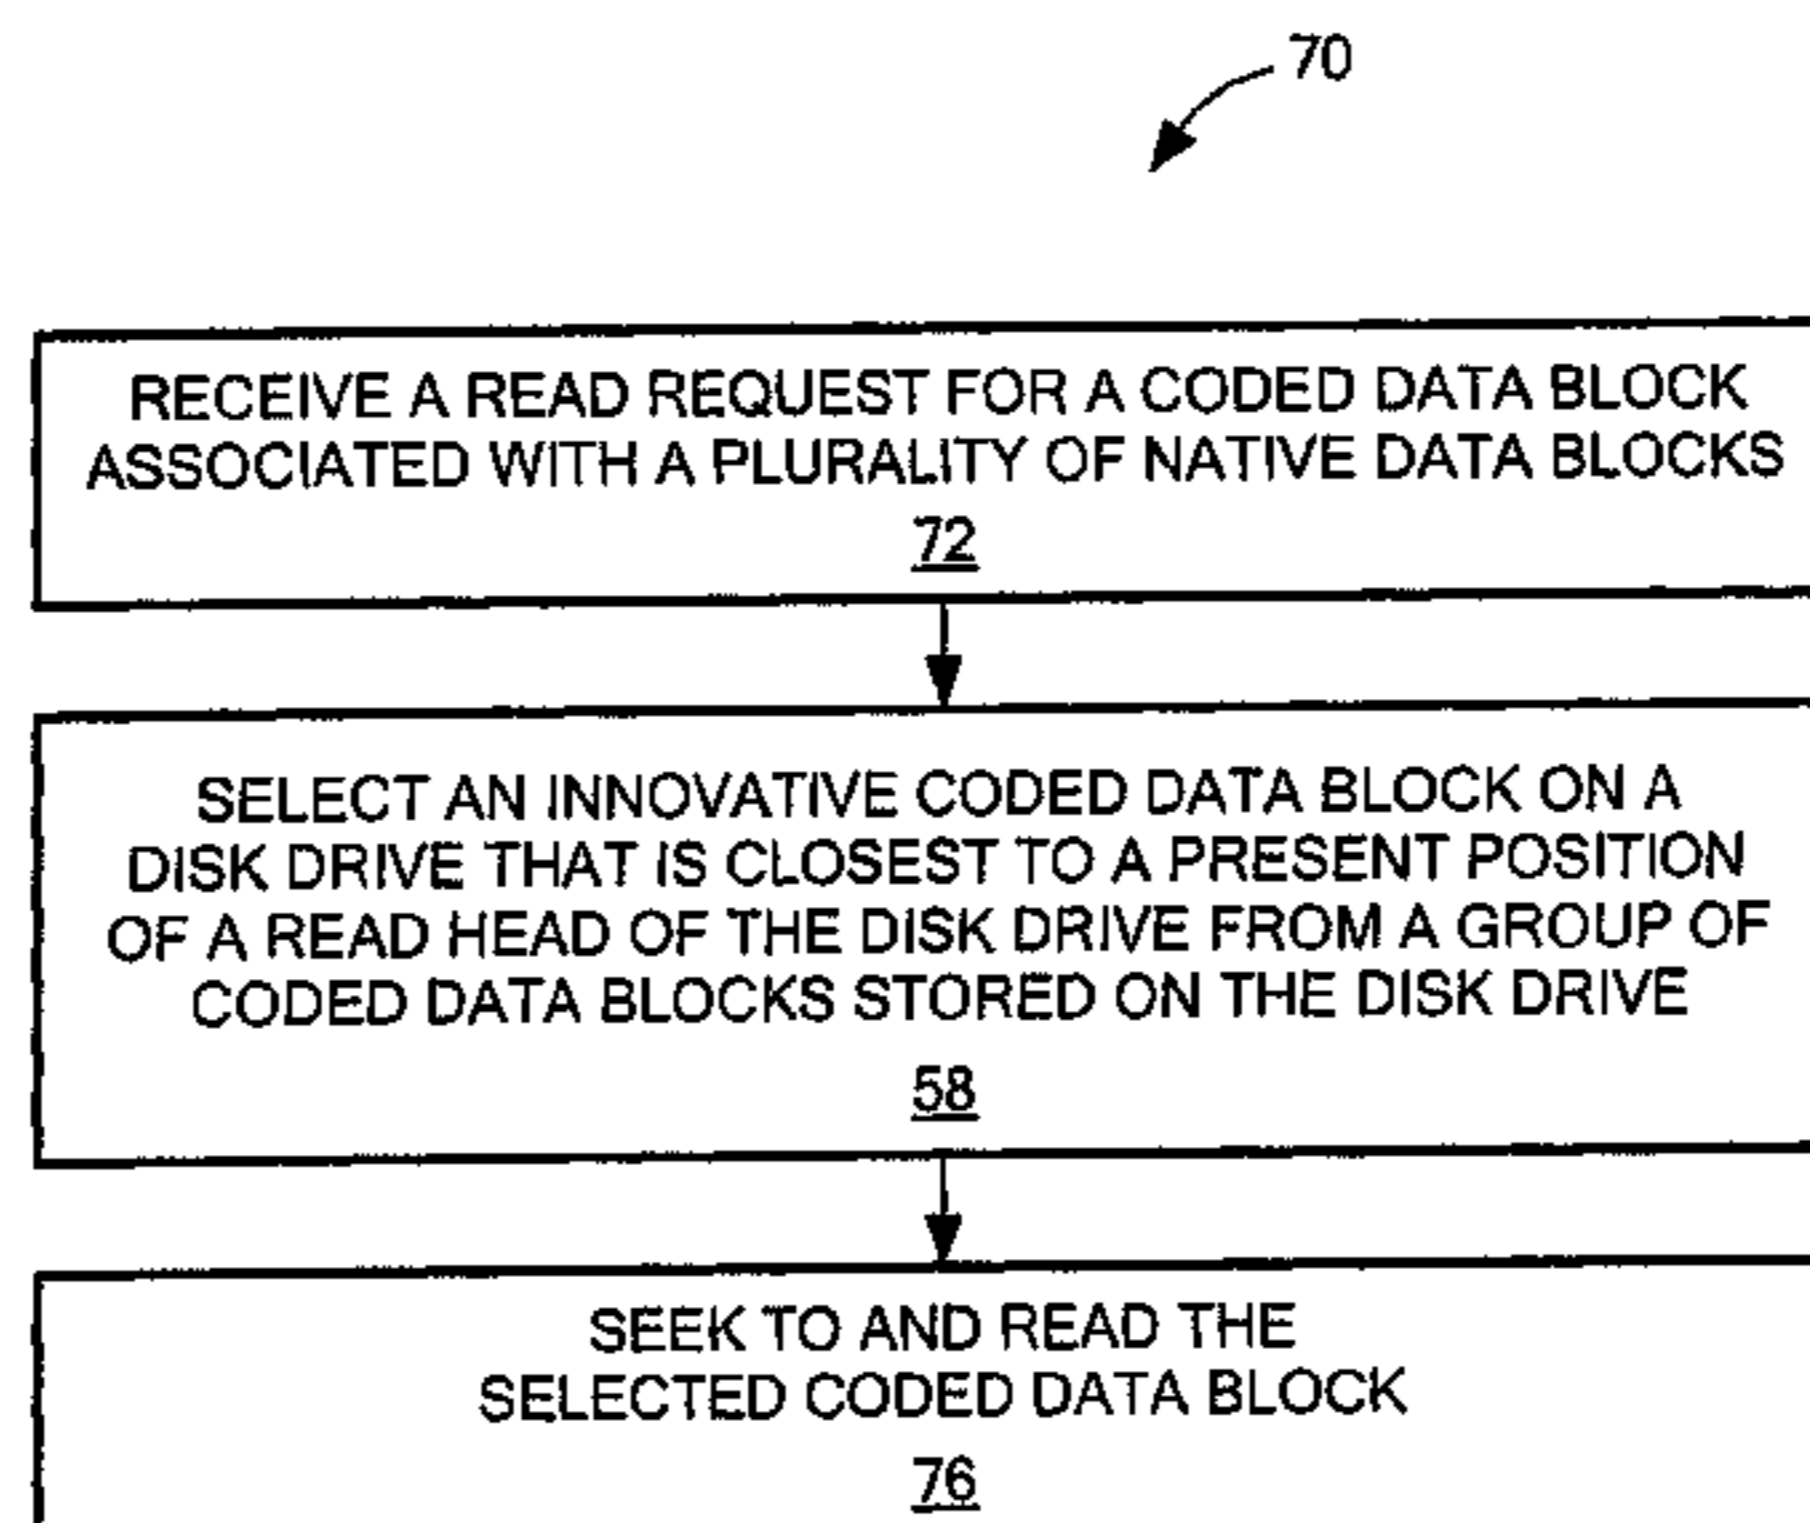 70
RECEIVE A READ REQUEST FOR A CODED DATA BLOCK
ASSOCIATED WITH A PLURALITY OF NATIVE DATA BLOCKS
72
SELECT AN INNOVATIVE CODED DATA BLOCK ON A
DISK DRIVE THAT IS CLOSEST TO A PRESENT POSITION
OF A READ HEAD OF THE DISK DRIVE FROM A GROUP OF
CODED DATA BLOCKS STORED ON THE DISK DRIVE
58
SEEK TO AND READ THE
SELECTED CODED DATA BLOCK
76